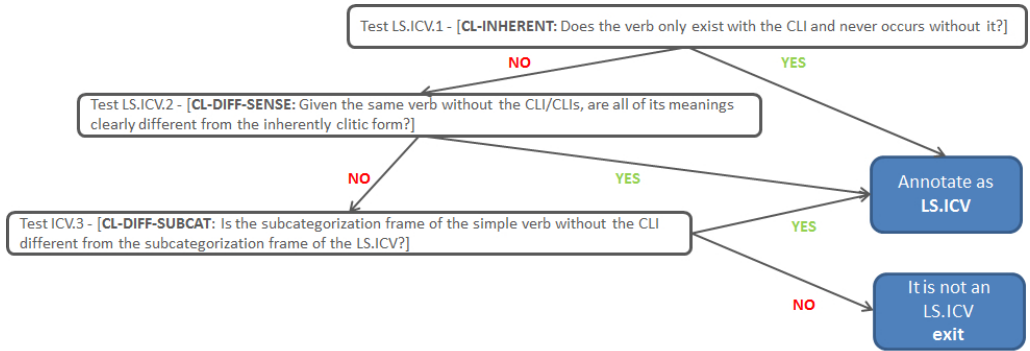 Test LS.ICV.1 - [CL-INHERENT: Does the verb only exist with the CLI and never occurs without it?]
NO
YES
Test LS.ICV.2 - [CL-DIFF-SENSE: Given the same verb without the CLI/CLIs, are all of its meanings
clearly different from the inherently clitic form?]
NO
YES
Annotate as
LS.ICV
Test ICV.3 - [CL-DIFF-SUBCAT: Is the subcategorization frame of the simple verb without the CLI
different from the subcategorization frame of the LS.ICV?]
YES
NO
It is not an
LS.ICV
exit